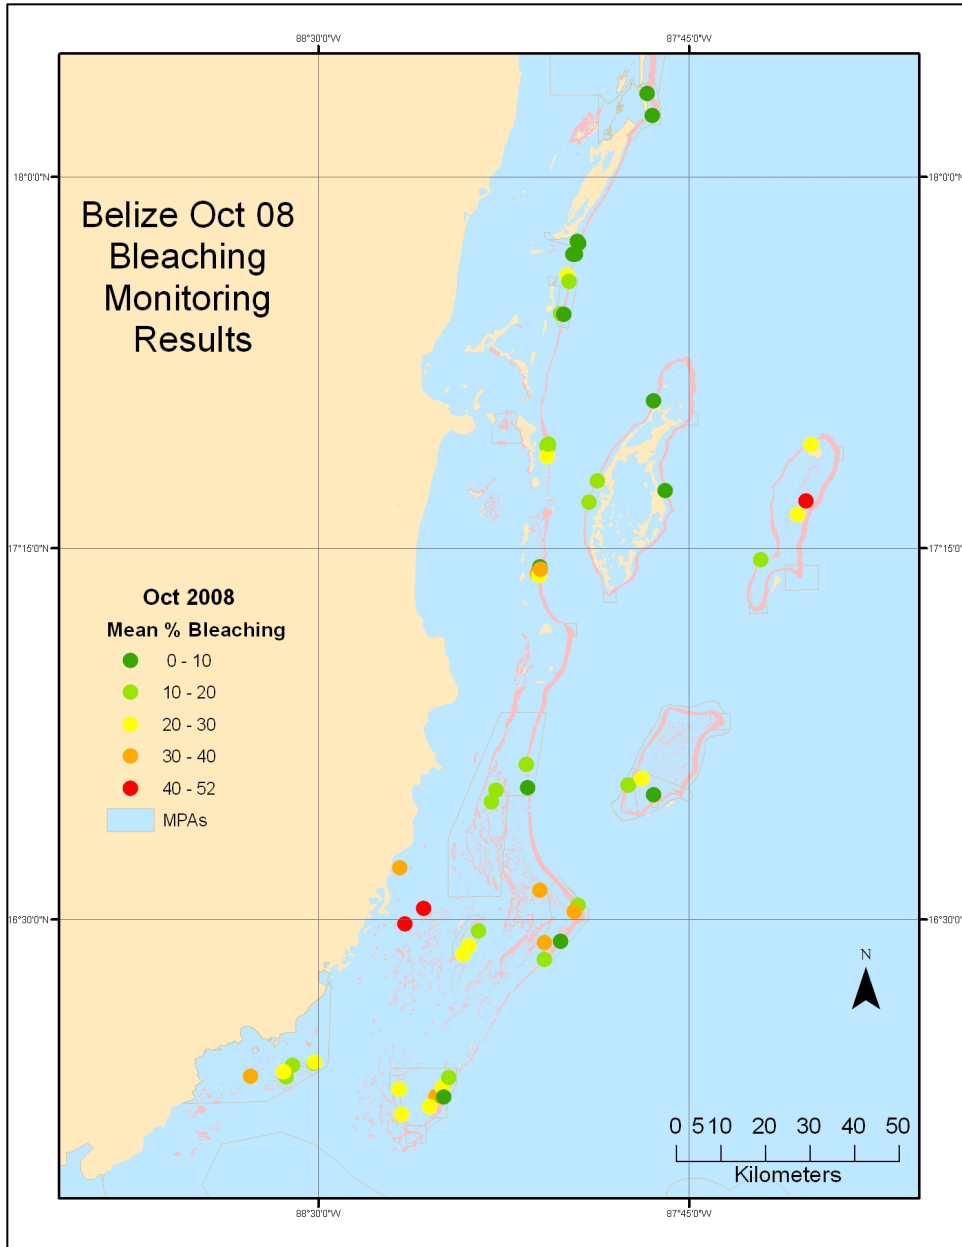 88°30'0"W
87°45'0"W
18°0'0"N
18°0'0"N
Belize Oct 08
Bleaching
Monitoring
Results
17°15'0"N
17°15'0"N
Oct 2008
Mean % Bleaching
0 - 10
10 - 20
20 - 30
30 - 40
40 - 52
MPAs
16°30'0"N
16°30'0"N
N
0 5 10 20 30 40 50
Kilometers
88°30'0"W
87°45'0"W